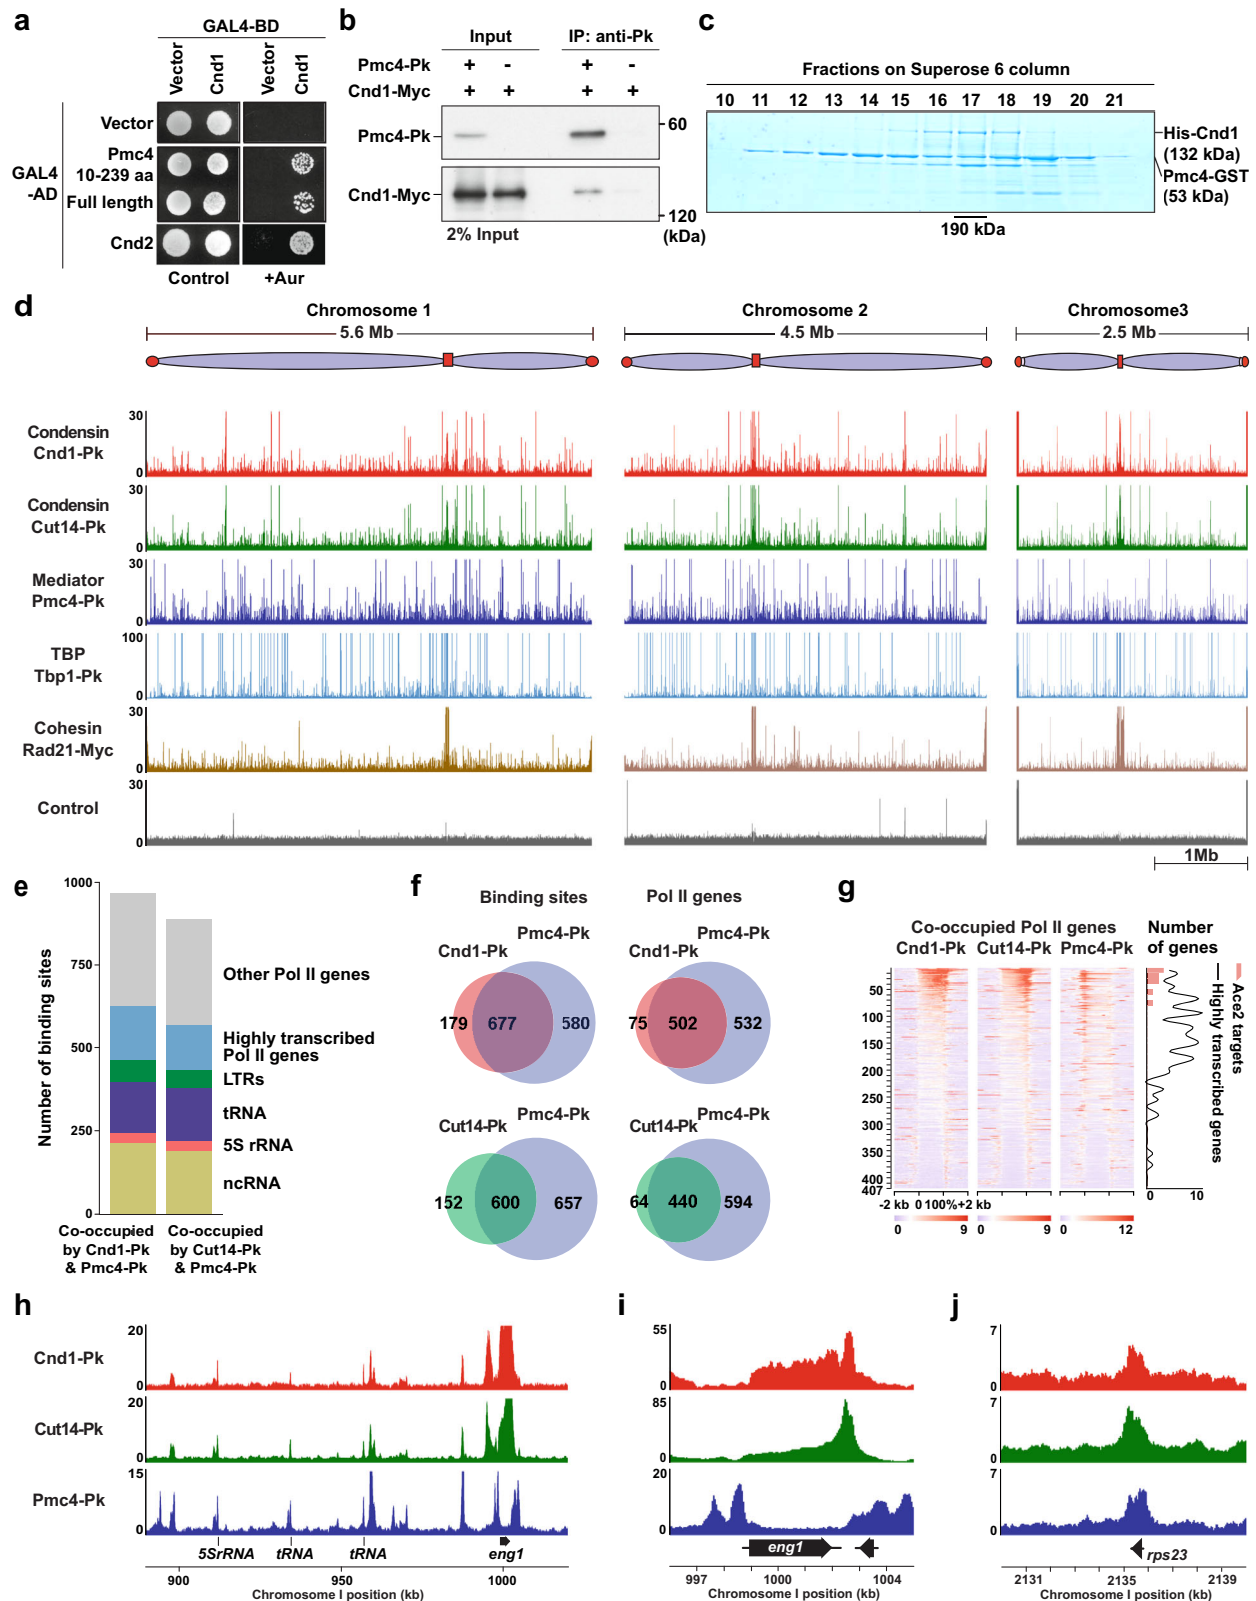 a
GAL4-BD
Vector
Cnd1
Vector
Cnd1
Vector
Pmc4
10-239 aa
Full length
Cnd2
GAL4
-AD
Control
+Aur
b
Input
IP: anti-Pk
Pmc4-Pk + - + -
Cnd1-Myc + + + +
Pmc4-Pk
60
Cnd1-Myc
120
(kDa)
2% Input
c
Fractions on Superose 6 column
10 11 12 13 14 15 16 17 18 19 20 21
His-Cnd1
(132 kDa)
Pmc4-GST
(53 kDa)
190 kDa
d
Chromosome 1
Chromosome 2
Chromosome3
5.6 Mb
4.5 Mb
2.5 Mb
Condensin
Cnd1-Pk
30
0
Condensin
Cut14-Pk
30
0
Mediator
Pmc4-Pk
30
0
TBP
Tbp1-Pk
100
0
Cohesin
Rad21-Myc
30
0
Control
30
0
1Mb
e
Number of binding sites
1000
750
500
250
0
Other Pol II genes
Highly transcribed
Pol II genes
LTRs
tRNA
5S rRNA
ncRNA
Co-occupied
by Cnd1-Pk
& Pmc4-Pk
Co-occupied
by Cut14-Pk
& Pmc4-Pk
f
Binding sites
Pol II genes
Pmc4-Pk
Cnd1-Pk
179 677 580
Pmc4-Pk
Cnd1-Pk
75 502 532
Pmc4-Pk
Cut14-Pk
152 600 657
Pmc4-Pk
Cut14-Pk
64 440 594
g
Co-occupied Pol II genes
Cnd1-Pk Cut14-Pk Pmc4-Pk
Number
of genes
Ace2 targets
Highly transcribed genes
50
100
150
200
250
300
350
400
407
-2 kb 0 100%+2 kb
0 9
0 9
0 12
0 10
h
Cnd1-Pk
20
0
Cut14-Pk
20
0
Pmc4-Pk
15
0
5SrRNA
tRNA
tRNA
eng1
900 950 1000
Chromosome I position (kb)
i
55
0
85
0
20
0
eng1
997 1000 1004
Chromosome I position (kb)
j
7
0
7
0
7
0
rps23
2131 2135 2139
Chromosome I position (kb)